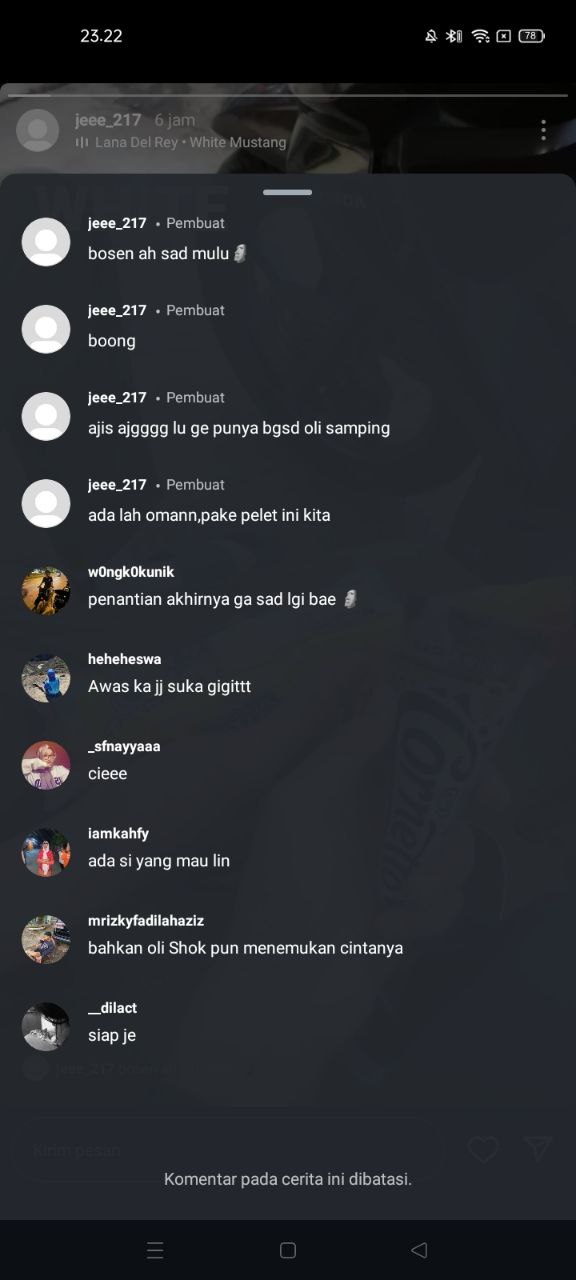 23.22
78
jeee_217 6 jam
Lana Del Rey • White Mustang
WHITE
jeee_217 • Pembuat
bosen ah sad mulu🗿
jeee_217 • Pembuat
boong
jeee_217 • Pembuat
ajis ajgggg lu ge punya bgsd oli samping
jeee_217 • Pembuat
ada lah omann,pake pelet ini kita
w0ngk0kunik
penantian akhirnya ga sad lgi bae 🗿
heheheswa
Awas ka jj suka gigittt
_sfnayyaaa
cieee
iamkahfy
ada si yang mau lin
mrizkyfadilahaziz
bahkan oli Shok pun menemukan cintanya
__dilact
siap je
Cornetto
jeee_217
Kirim pesan
Komentar pada cerita ini dibatasi.